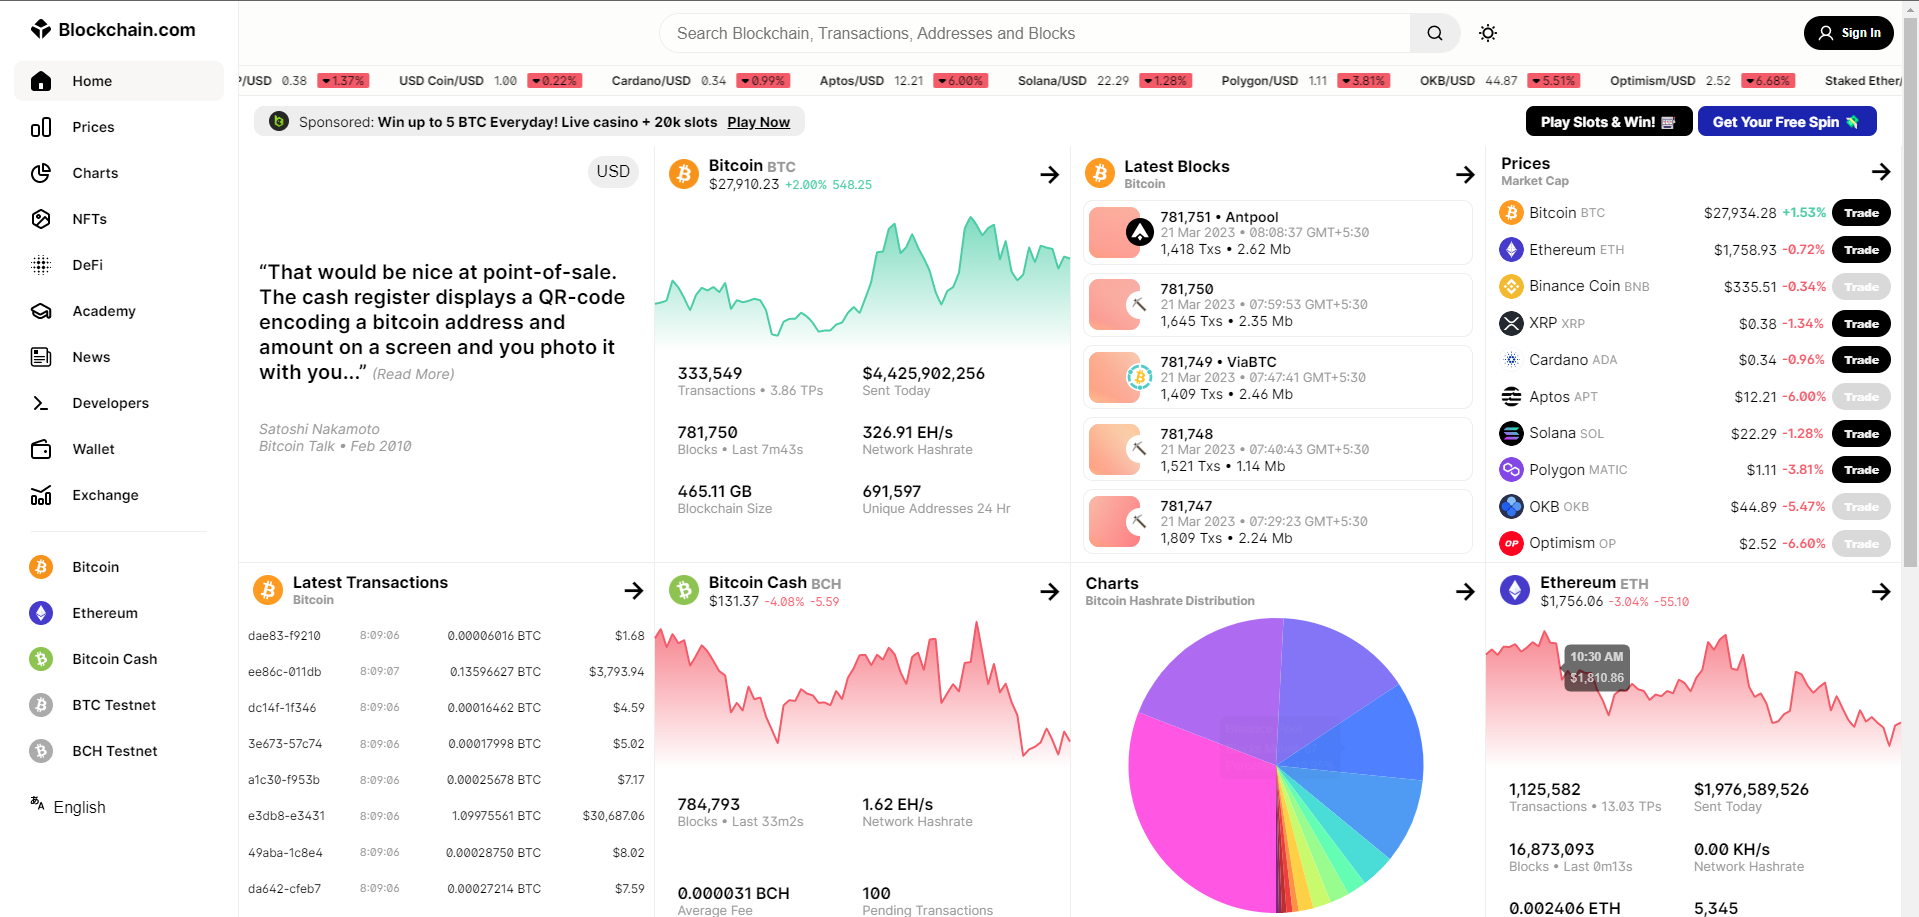 Blockchain.com
Search Blockchain, Transactions, Addresses and Blocks
Sign In
Home
Prices
Charts
NFTs
DeFi
Academy
News
Developers
Wallet
Exchange
Bitcoin
Ethereum
Bitcoin Cash
BTC Testnet
BCH Testnet
English
/USD 0.38 1.37% USD Coin/USD 1.00 0.22% Cardano/USD 0.34 0.99% Aptos/USD 12.21 6.00% Solana/USD 22.29 1.28% Polygon/USD 1.11 3.81% OKB/USD 44.87 5.51% Optimism/USD 2.52 6.68% Staked Ether/
Sponsored: Win up to 5 BTC Everyday! Live casino + 20k slots Play Now
Play Slots & Win!
Get Your Free Spin
USD
“That would be nice at point-of-sale.
The cash register displays a QR-code
encoding a bitcoin address and
amount on a screen and you photo it
with you...” (Read More)
Satoshi Nakamoto
Bitcoin Talk • Feb 2010
Bitcoin BTC
$27,910.23 +2.00% 548.25
333,549 $4,425,902,256
Transactions • 3.86 TPs Sent Today
781,750 326.91 EH/s
Blocks • Last 7m43s Network Hashrate
465.11 GB 691,597
Blockchain Size Unique Addresses 24 Hr
Latest Blocks
Bitcoin
781,751 • Antpool
21 Mar 2023 • 08:08:37 GMT+5:30
1,418 Txs • 2.62 Mb
781,750
21 Mar 2023 • 07:59:53 GMT+5:30
1,645 Txs • 2.35 Mb
781,749 • ViaBTC
21 Mar 2023 • 07:47:41 GMT+5:30
1,409 Txs • 2.46 Mb
781,748
21 Mar 2023 • 07:40:43 GMT+5:30
1,521 Txs • 1.14 Mb
781,747
21 Mar 2023 • 07:29:23 GMT+5:30
1,809 Txs • 2.24 Mb
Prices
Market Cap
Bitcoin BTC $27,934.28 +1.53% Trade
Ethereum ETH $1,758.93 -0.72% Trade
Binance Coin BNB $335.51 -0.34% Trade
XRP XRP $0.38 -1.34% Trade
Cardano ADA $0.34 -0.96% Trade
Aptos APT $12.21 -6.00% Trade
Solana SOL $22.29 -1.28% Trade
Polygon MATIC $1.11 -3.81% Trade
OKB OKB $44.89 -5.47% Trade
OP Optimism OP $2.52 -6.60% Trade
Latest Transactions
Bitcoin
dae83-f9210 8:09:06 0.00006016 BTC $1.68
ee86c-011db 8:09:07 0.13596627 BTC $3,793.94
dc14f-1f346 8:09:06 0.00016462 BTC $4.59
3e673-57c74 8:09:06 0.00017998 BTC $5.02
a1c30-f953b 8:09:06 0.00025678 BTC $7.17
e3db8-e3431 8:09:06 1.09975561 BTC $30,687.06
49aba-1c8e4 8:09:06 0.00028750 BTC $8.02
da642-cfeb7 8:09:06 0.00027214 BTC $7.59
Bitcoin Cash BCH
$131.37 -4.08% -5.59
784,793 1.62 EH/s
Blocks • Last 33m2s Network Hashrate
0.000031 BCH 100
Average Fee Pending Transactions
Charts
Bitcoin Hashrate Distribution
Ethereum ETH
$1,756.06 -3.04% -55.10
10:30 AM
$1,810.86
1,125,582 $1,976,589,526
Transactions • 13.03 TPs Sent Today
16,873,093 0.00 KH/s
Blocks • Last 0m13s Network Hashrate
0.002406 ETH 5,345